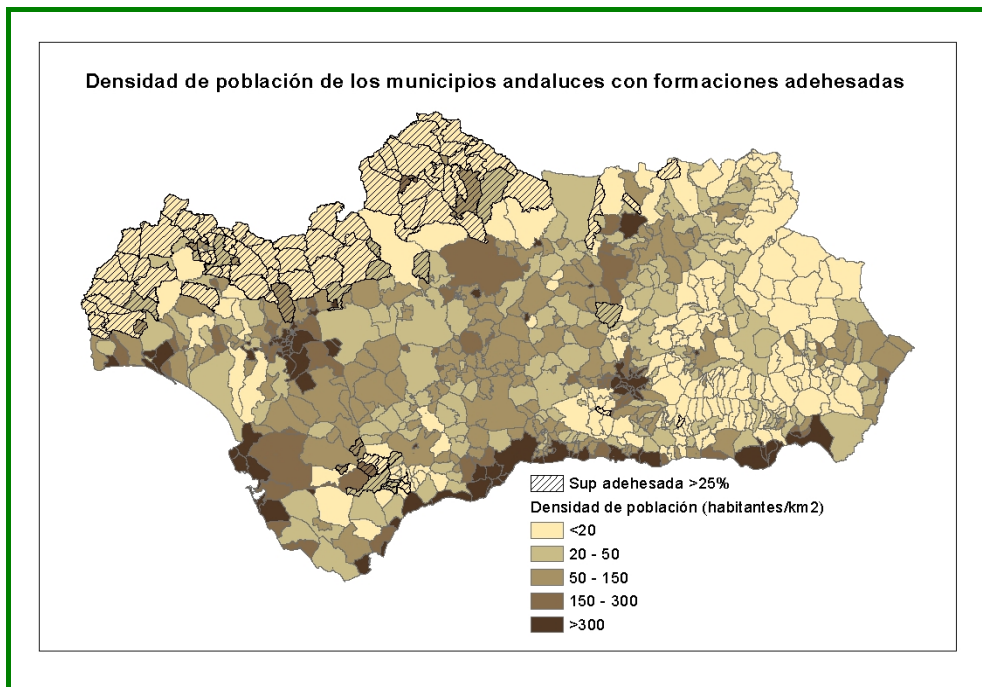 Densidad de población de los municipios andaluces con formaciones adehesadas
Sup adehesada >25%
Densidad de población (habitantes/km2)
<20
20 - 50
50 - 150
150 - 300
>300